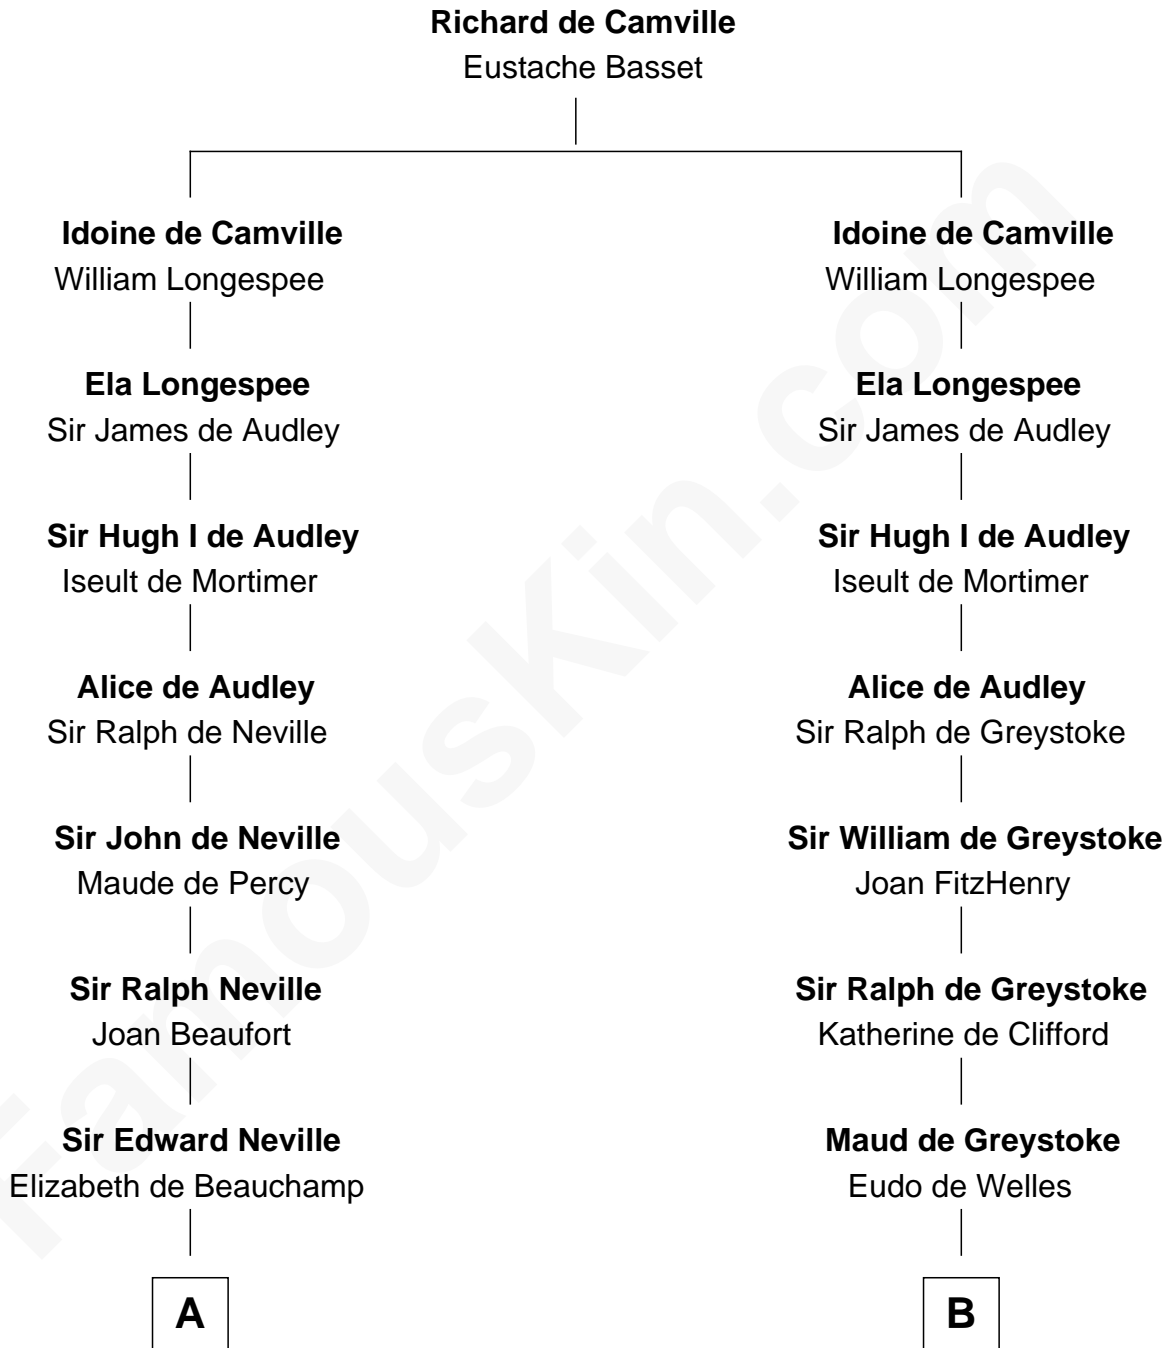 Richard de Camville
Eustache Basset
Idoine de Camville
William Longespee
Ela Longespee
Sir James de Audley
Sir Hugh I de Audley
Iseult de Mortimer
Alice de Audley
Sir Ralph de Neville
Sir John de Neville
Maude de Percy
Sir Ralph Neville
Joan Beaufort
Sir Edward Neville
Elizabeth de Beauchamp
A
Idoine de Camville
William Longespee
Ela Longespee
Sir James de Audley
Sir Hugh I de Audley
Iseult de Mortimer
Alice de Audley
Sir Ralph de Greystoke
Sir William de Greystoke
Joan FitzHenry
Sir Ralph de Greystoke
Katherine de Clifford
Maud de Greystoke
Eudo de Welles
B
FamousKin.com